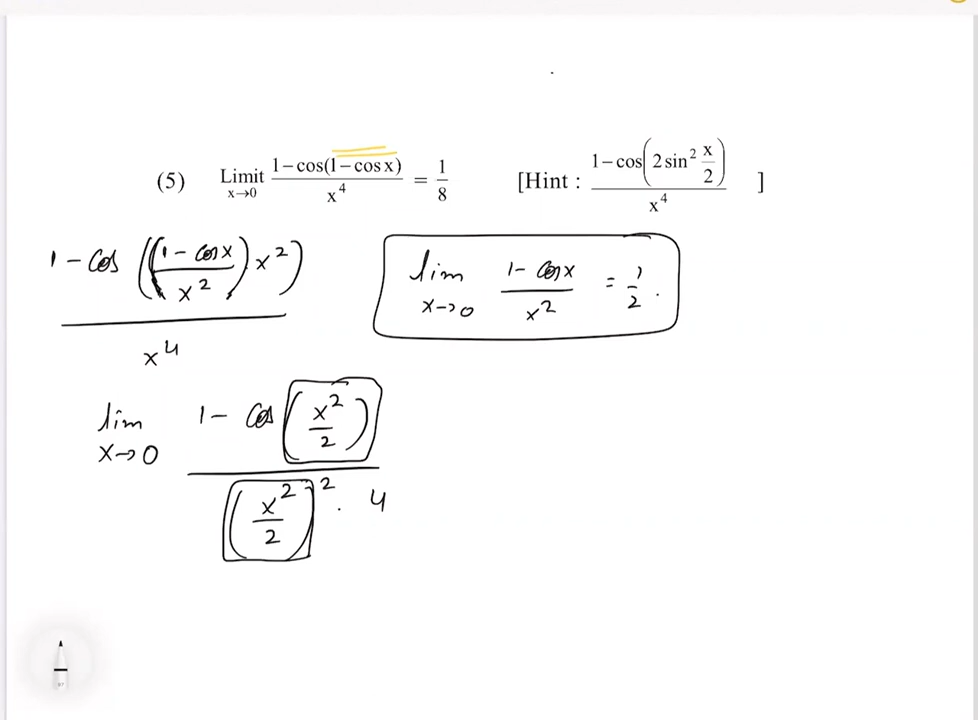 (5) Limit x→0 (1−cos(1−cos x))/x⁴ = 1/8 [Hint : (1−cos(2 sin² x/2))/x⁴ ]
(1 − cos(((1 − cos x)/x²) x²))/x⁴
lim x→0 (1 − cos x)/x² = 1/2 .
lim x→0 (1 − cos(x²/2))/((x²/2)² . 4)